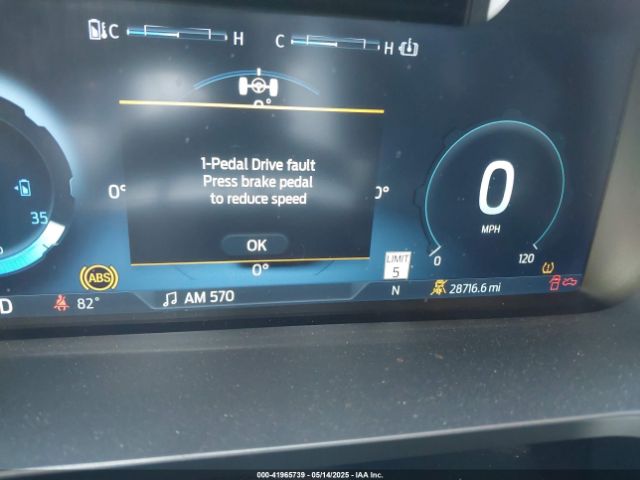 C H C H
0°
1-Pedal Drive fault
Press brake pedal
to reduce speed
0° 0°
OK
0°
35
0
MPH
0 120
LIMIT
5
ABS
D 82° AM 570 N 28716.6 mi
000-41965739 - 05/14/2025 - IAA Inc.